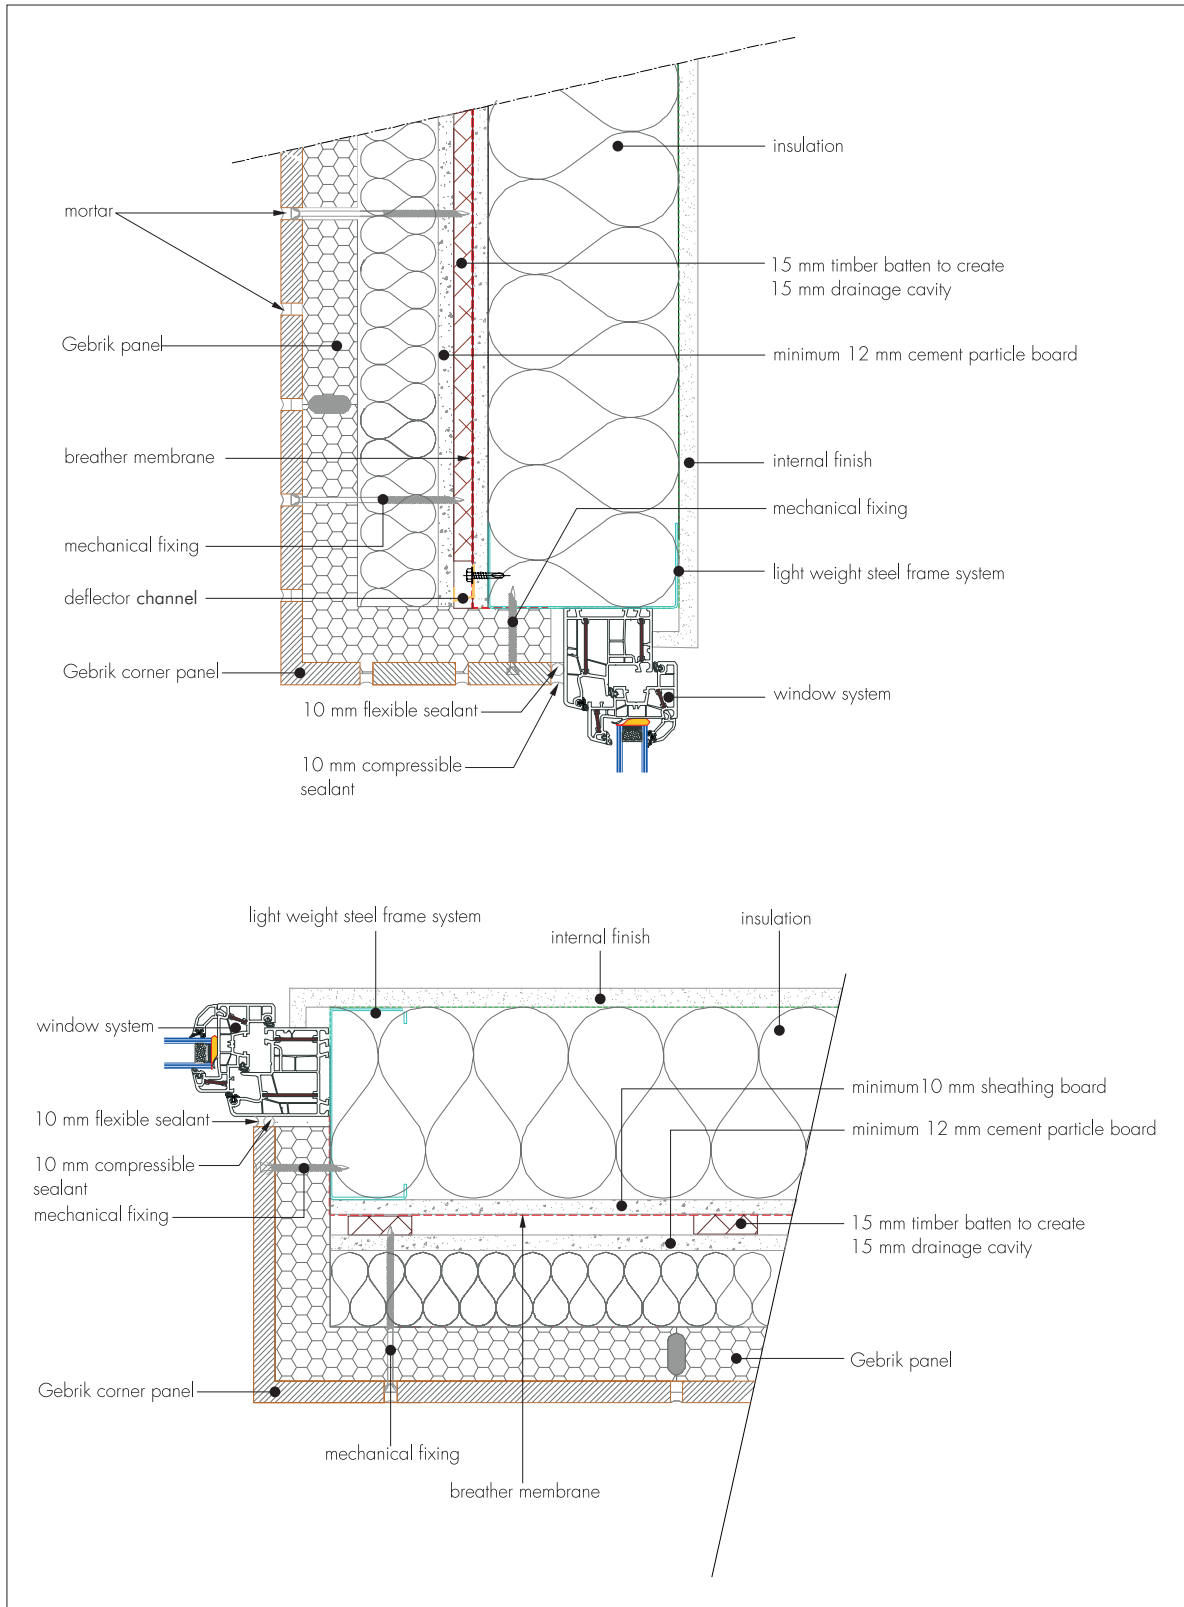 insulation
mortar
15 mm timber batten to create
15 mm drainage cavity
Gebrik panel
minimum 12 mm cement particle board
breather membrane
internal finish
mechanical fixing
mechanical fixing
light weight steel frame system
deflector channel
Gebrik corner panel
window system
10 mm flexible sealant
10 mm compressible
sealant
light weight steel frame system
insulation
internal finish
window system
minimum10 mm sheathing board
10 mm flexible sealant
minimum 12 mm cement particle board
10 mm compressible
sealant
mechanical fixing
15 mm timber batten to create
15 mm drainage cavity
Gebrik panel
Gebrik corner panel
mechanical fixing
breather membrane